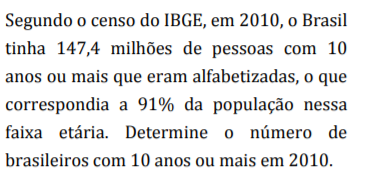 Segundo o censo do IBGE, em 2010, o Brasil
tinha 147,4 milhões de pessoas com 10
anos ou mais que eram alfabetizadas, o que
correspondia a 91% da população nessa
faixa etária. Determine o número de
brasileiros com 10 anos ou mais em 2010.